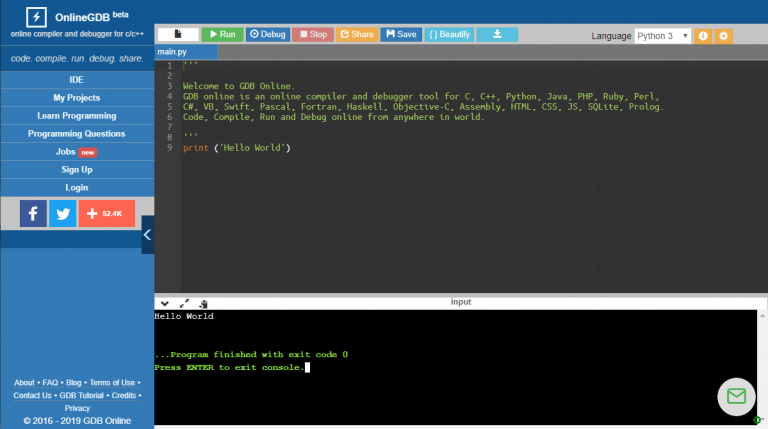 OnlineGDB beta
online compiler and debugger for c/c++
code. compile. run. debug. share.
IDE
My Projects
Learn Programming
Programming Questions
Jobs new
Sign Up
Login
52.4K
About • FAQ • Blog • Terms of Use •
Contact Us • GDB Tutorial • Credits •
Privacy
© 2016 - 2019 GDB Online
Run Debug Stop Share Save { } Beautify
Language Python 3
main.py
1 '''
2
3 Welcome to GDB Online.
4 GDB online is an online compiler and debugger tool for C, C++, Python, Java, PHP, Ruby, Perl,
5 C#, VB, Swift, Pascal, Fortran, Haskell, Objective-C, Assembly, HTML, CSS, JS, SQLite, Prolog.
6 Code, Compile, Run and Debug online from anywhere in world.
7
8 '''
9 print ('Hello World')
input
Hello World
...Program finished with exit code 0
Press ENTER to exit console.